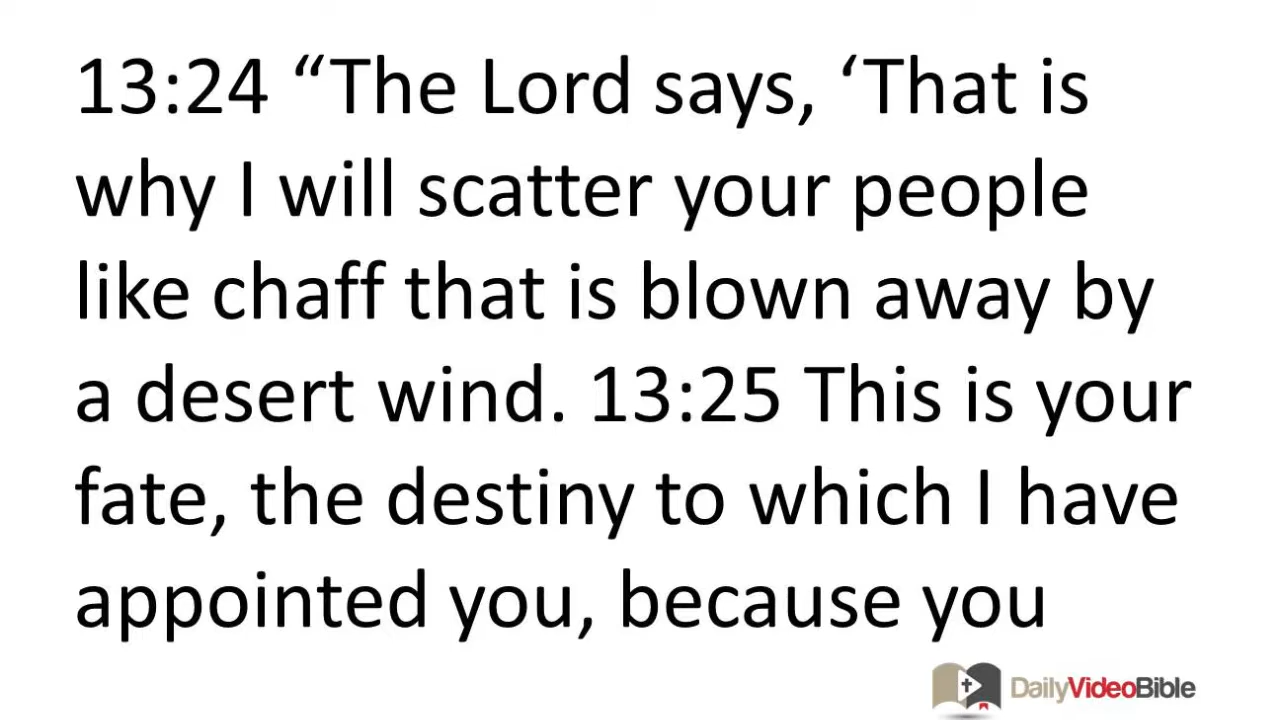 13:24 “The Lord says, ‘That is
why I will scatter your people
like chaff that is blown away by
a desert wind. 13:25 This is your
fate, the destiny to which I have
appointed you, because you
DailyVideoBible